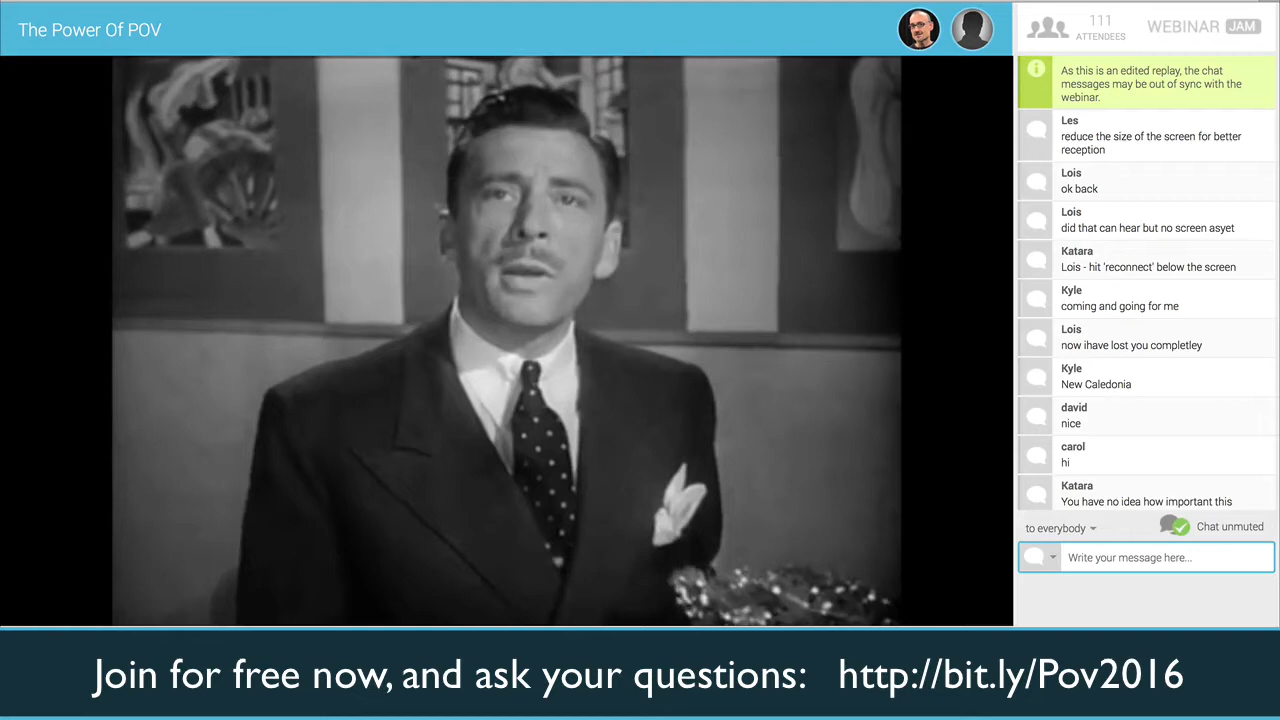 The Power Of POV
111
ATTENDEES
WEBINAR JAM
As this is an edited replay, the chat
messages may be out of sync with the
webinar.
Les
reduce the size of the screen for better
reception
Lois
ok back
Lois
did that can hear but no screen asyet
Katara
Lois - hit 'reconnect' below the screen
Kyle
coming and going for me
Lois
now ihave lost you completley
Kyle
New Caledonia
david
nice
carol
hi
Katara
You have no idea how important this
to everybody
Chat unmuted
Write your message here...
Join for free now, and ask your questions: http://bit.ly/Pov2016